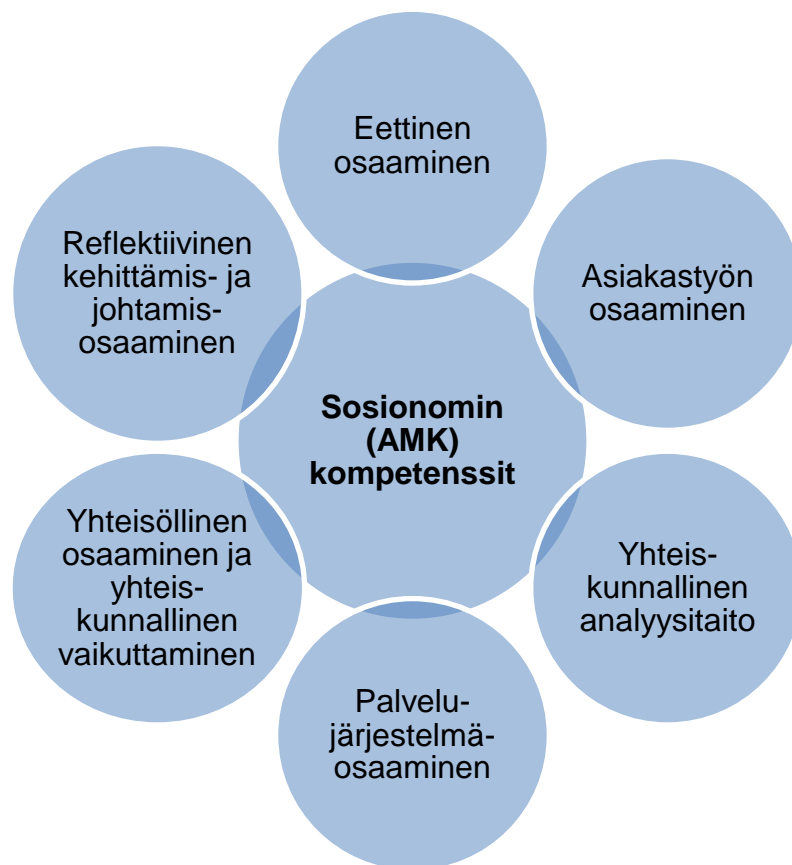 Eettinen
osaaminen
Asiakastyön
osaaminen
Yhteis-
kunnallinen
analyysitaito
Palvelu-
järjestelmä-
osaaminen
Yhteisöllinen
osaaminen ja
yhteis-
kunnallinen
vaikuttaminen
Reflektiivinen
kehittämis- ja
johtamis-
osaaminen
Sosionomin
(AMK)
kompetenssit